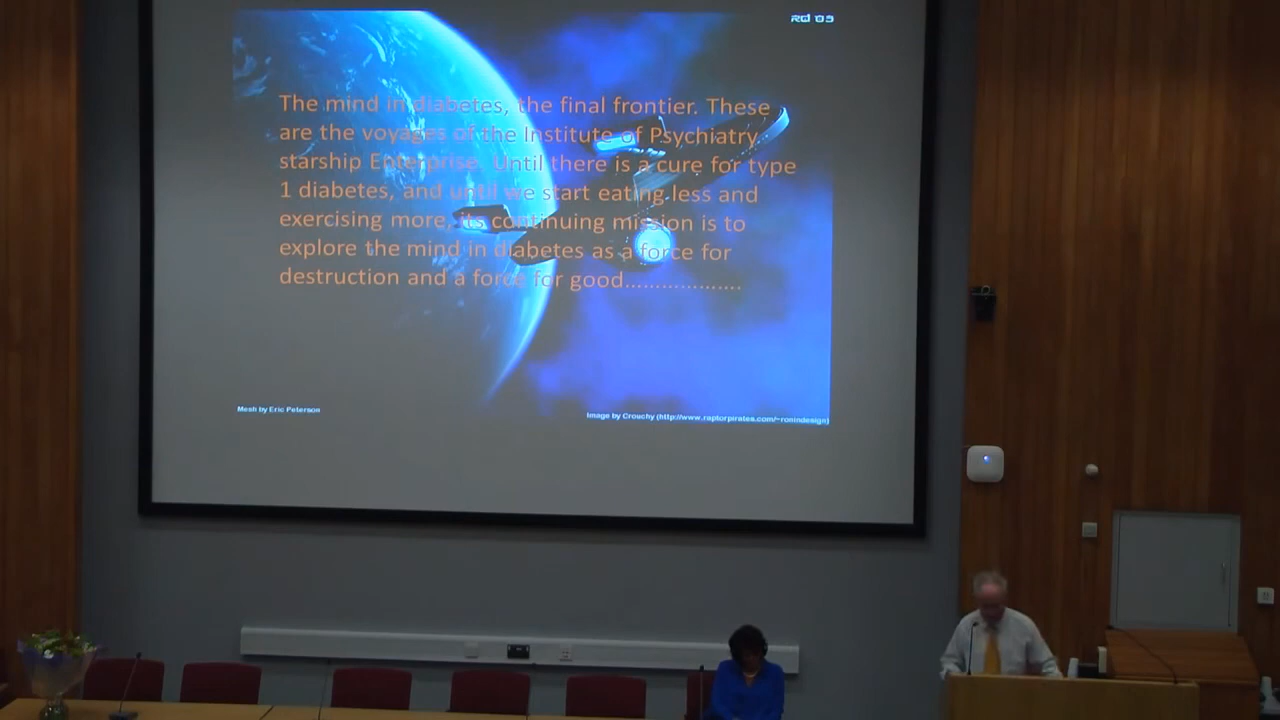 Rd '09
The mind in diabetes, the final frontier. These
are the voyages of the Institute of Psychiatry
starship Enterprise. Until there is a cure for type
1 diabetes, and until we start eating less and
exercising more, its continuing mission is to
explore the mind in diabetes as a force for
destruction and a force for good...................
Mesh by Eric Peterson
Image by Crouchy (http://www.raptorpirates.com/~ronindesign)